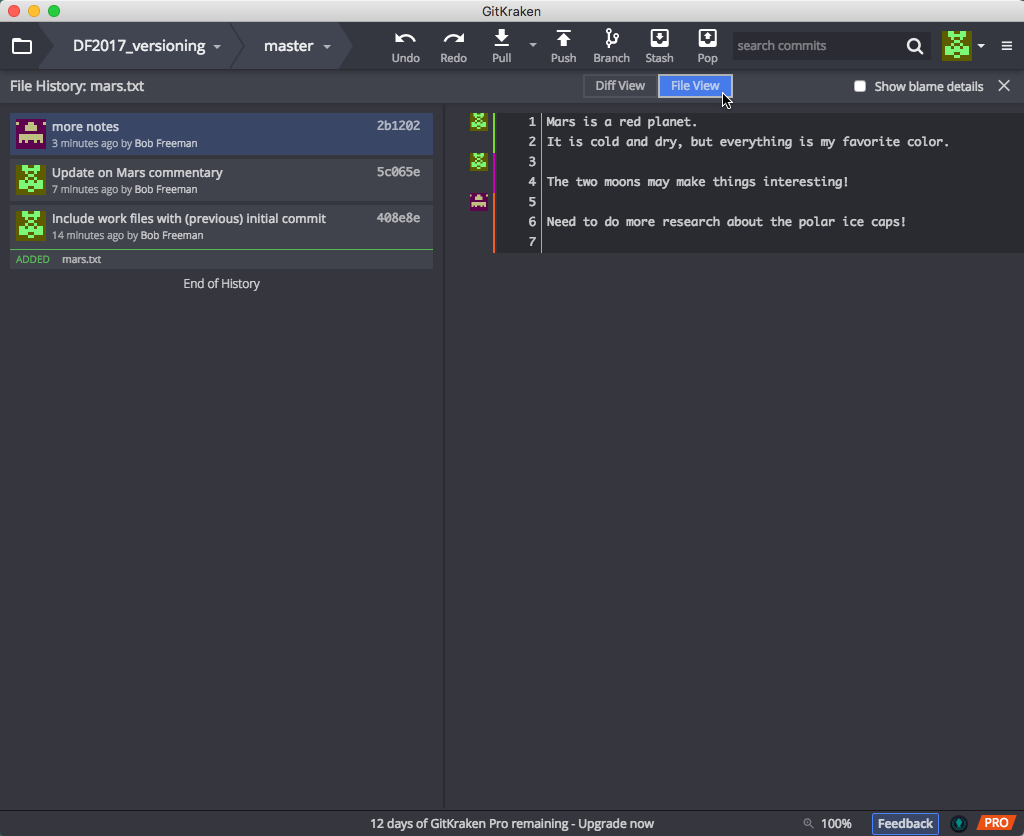 GitKraken
DF2017_versioning
master
Undo
Redo
Pull
Push
Branch
Stash
Pop
search commits
File History: mars.txt
Diff View
File View
Show blame details
more notes
2b1202
3 minutes ago by Bob Freeman
Update on Mars commentary
5c065e
7 minutes ago by Bob Freeman
Include work files with (previous) initial commit
408e8e
14 minutes ago by Bob Freeman
ADDED mars.txt
End of History
1 Mars is a red planet.
2 It is cold and dry, but everything is my favorite color.
3
4 The two moons may make things interesting!
5
6 Need to do more research about the polar ice caps!
7
12 days of GitKraken Pro remaining - Upgrade now
100%
Feedback
PRO